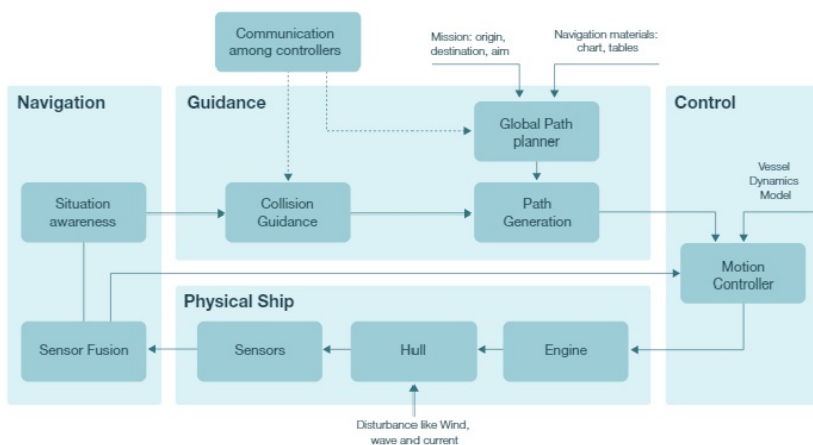 Communication
among controllers
Mission: origin,
destination, aim
Navigation materials:
chart, tables
Navigation
Guidance
Control
Global Path
planner
Vessel
Dynamics
Model
Situation
awareness
Collision
Guidance
Path
Generation
Motion
Controller
Physical Ship
Sensor Fusion
Sensors
Hull
Engine
Disturbance like Wind,
wave and current